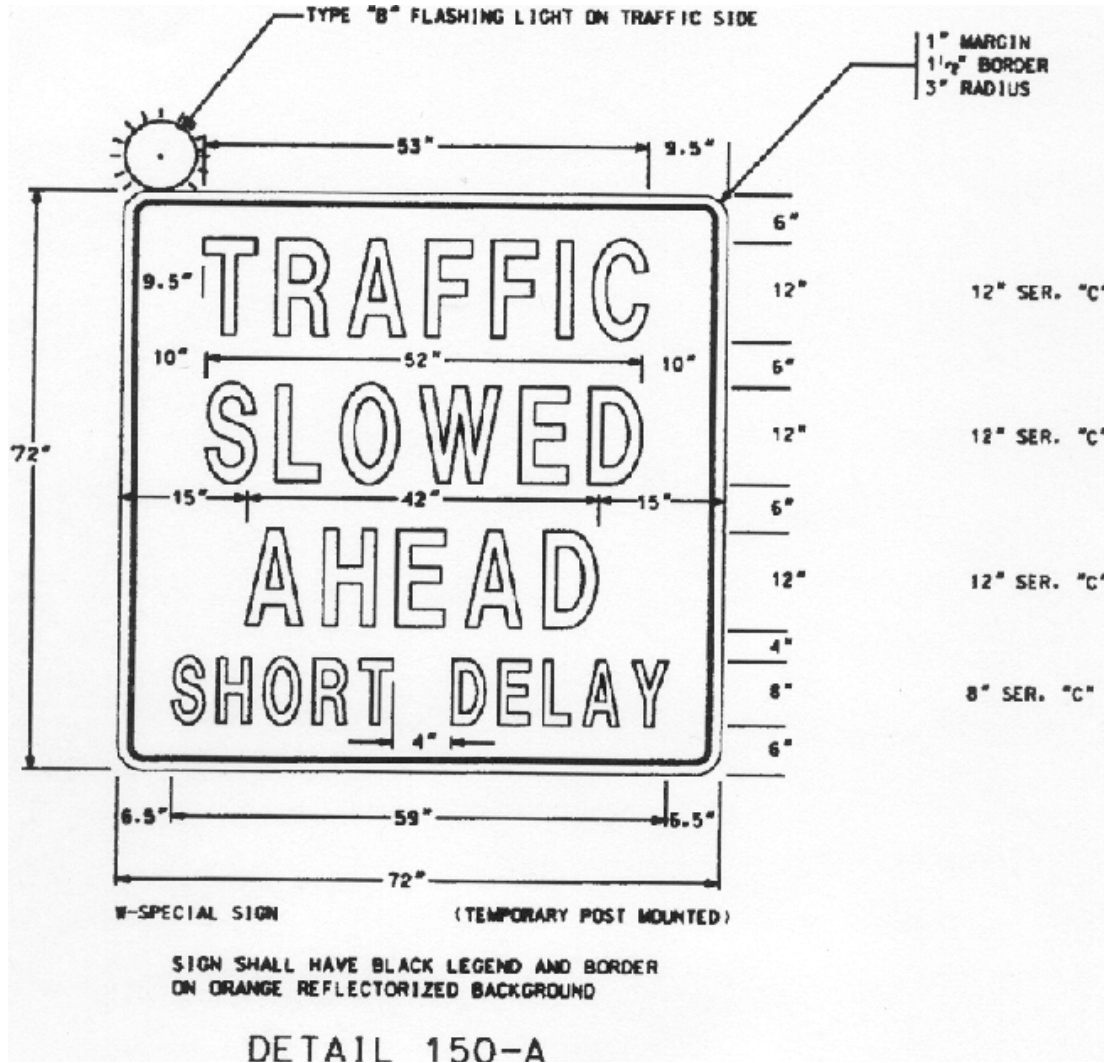 TYPE "B" FLASHING LIGHT ON TRAFFIC SIDE
1" MARGIN
1 1/2" BORDER
3" RADIUS
53" 9.5"
6"
TRAFFIC
9.5" 12" 12" SER. "C"
10" 52" 10" 6"
SLOWED
72" 12" 12" SER. "C"
15" 42" 15" 6"
AHEAD
12" 12" SER. "C"
4"
SHORT DELAY
8" 8" SER. "C"
4" 6"
6.5" 59" 6.5"
72"
W-SPECIAL SIGN (TEMPORARY POST MOUNTED)
SIGN SHALL HAVE BLACK LEGEND AND BORDER
ON ORANGE REFLECTORIZED BACKGROUND
DETAIL 150-A